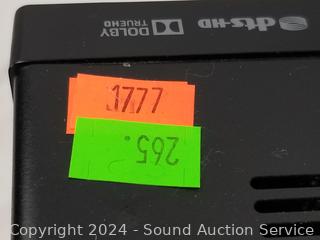 dts-HD
DOLBY
TRUEHD
1777
265.
Copyright 2024 - Sound Auction Service